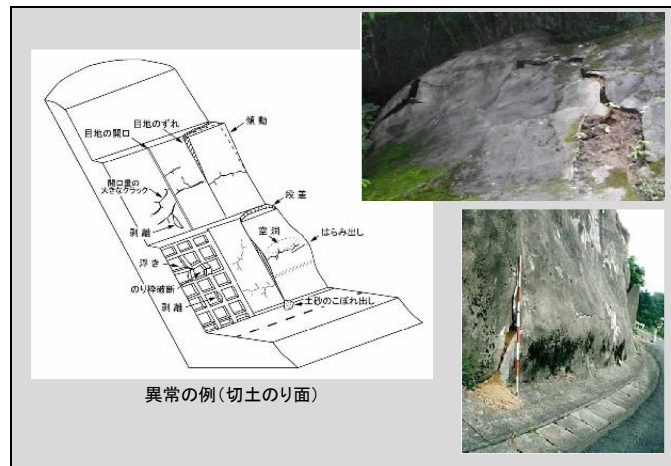 目地のずれ
傾動
目地の開口
開口量の
大きなクラック
段差
剥離
空洞
はらみ出し
浮き
のり枠破断
剥離
土砂のこぼれ出し
異常の例(切土のり面)